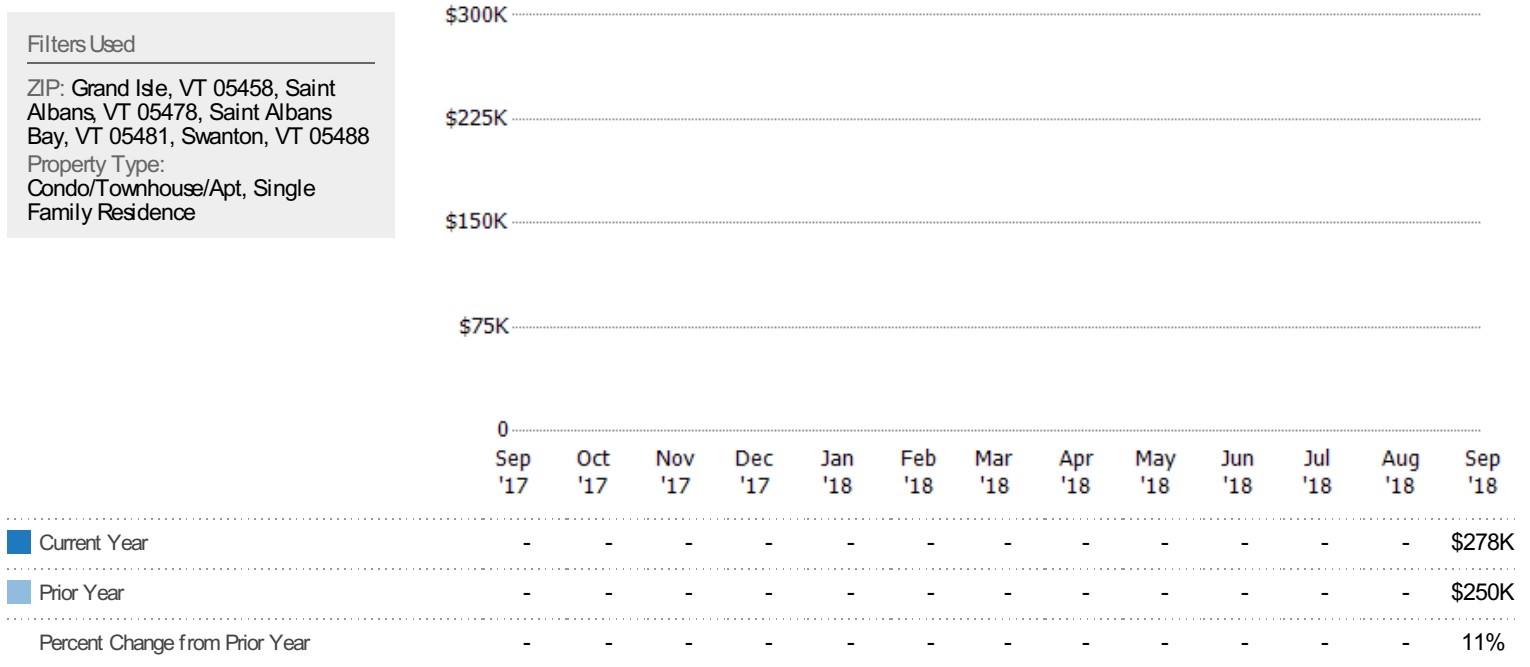 Filters Used
ZIP: Grand Isle, VT 05458, Saint
Albans, VT 05478, Saint Albans
Bay, VT 05481, Swanton, VT 05488
Property Type:
Condo/Townhouse/Apt, Single
Family Residence
$300K
$225K
$150K
$75K
0
Sep Oct Nov Dec Jan Feb Mar Apr May Jun Jul Aug Sep
'17 '17 '17 '17 '18 '18 '18 '18 '18 '18 '18 '18 '18
Current Year - - - - - - - - - - - - $278K
Prior Year - - - - - - - - - - - - $250K
Percent Change from Prior Year - - - - - - - - - - - - 11%